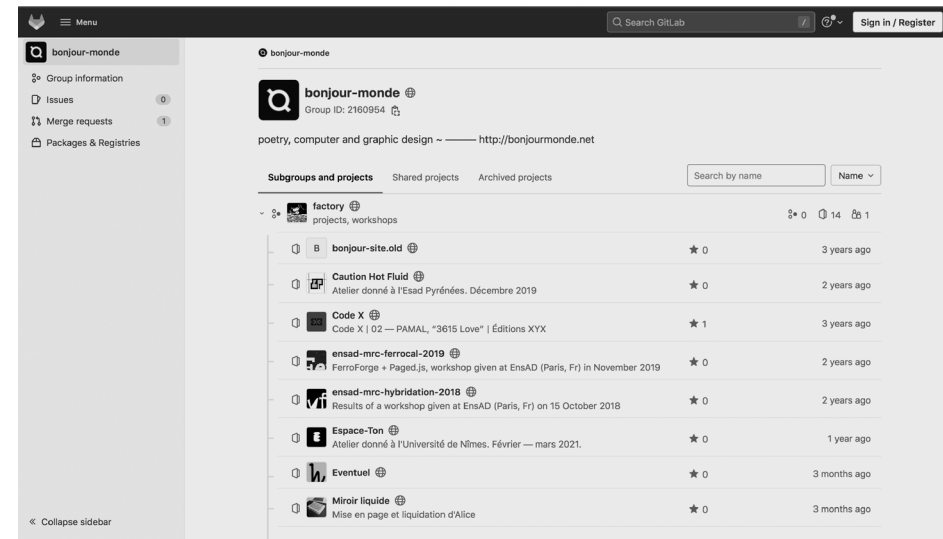 Menu
Search GitLab
/
Sign in / Register
bonjour-monde
Group information
Issues 0
Merge requests 1
Packages & Registries
Collapse sidebar
bonjour-monde
bonjour-monde
Group ID: 2160954
poetry, computer and graphic design ~ ——— http://bonjourmonde.net
Subgroups and projects Shared projects Archived projects
Search by name
Name
factory
projects, workshops
0 14 1
B bonjour-site.old
0 3 years ago
Caution Hot Fluid
Atelier donné à l'Esad Pyrénées. Décembre 2019
0 2 years ago
Code X
Code X | 02 — PAMAL, “3615 Love” | Éditions XYX
1 3 years ago
ensad-mrc-ferrocal-2019
FerroForge + Paged.js, workshop given at EnsAD (Paris, Fr) in November 2019
0 2 years ago
ensad-mrc-hybridation-2018
Results of a workshop given at EnsAD (Paris, Fr) on 15 October 2018
0 2 years ago
Espace-Ton
Atelier donné à l'Université de Nîmes. Février — mars 2021.
0 1 year ago
Eventuel
0 3 months ago
Miroir liquide
Mise en page et liquidation d'Alice
0 3 months ago